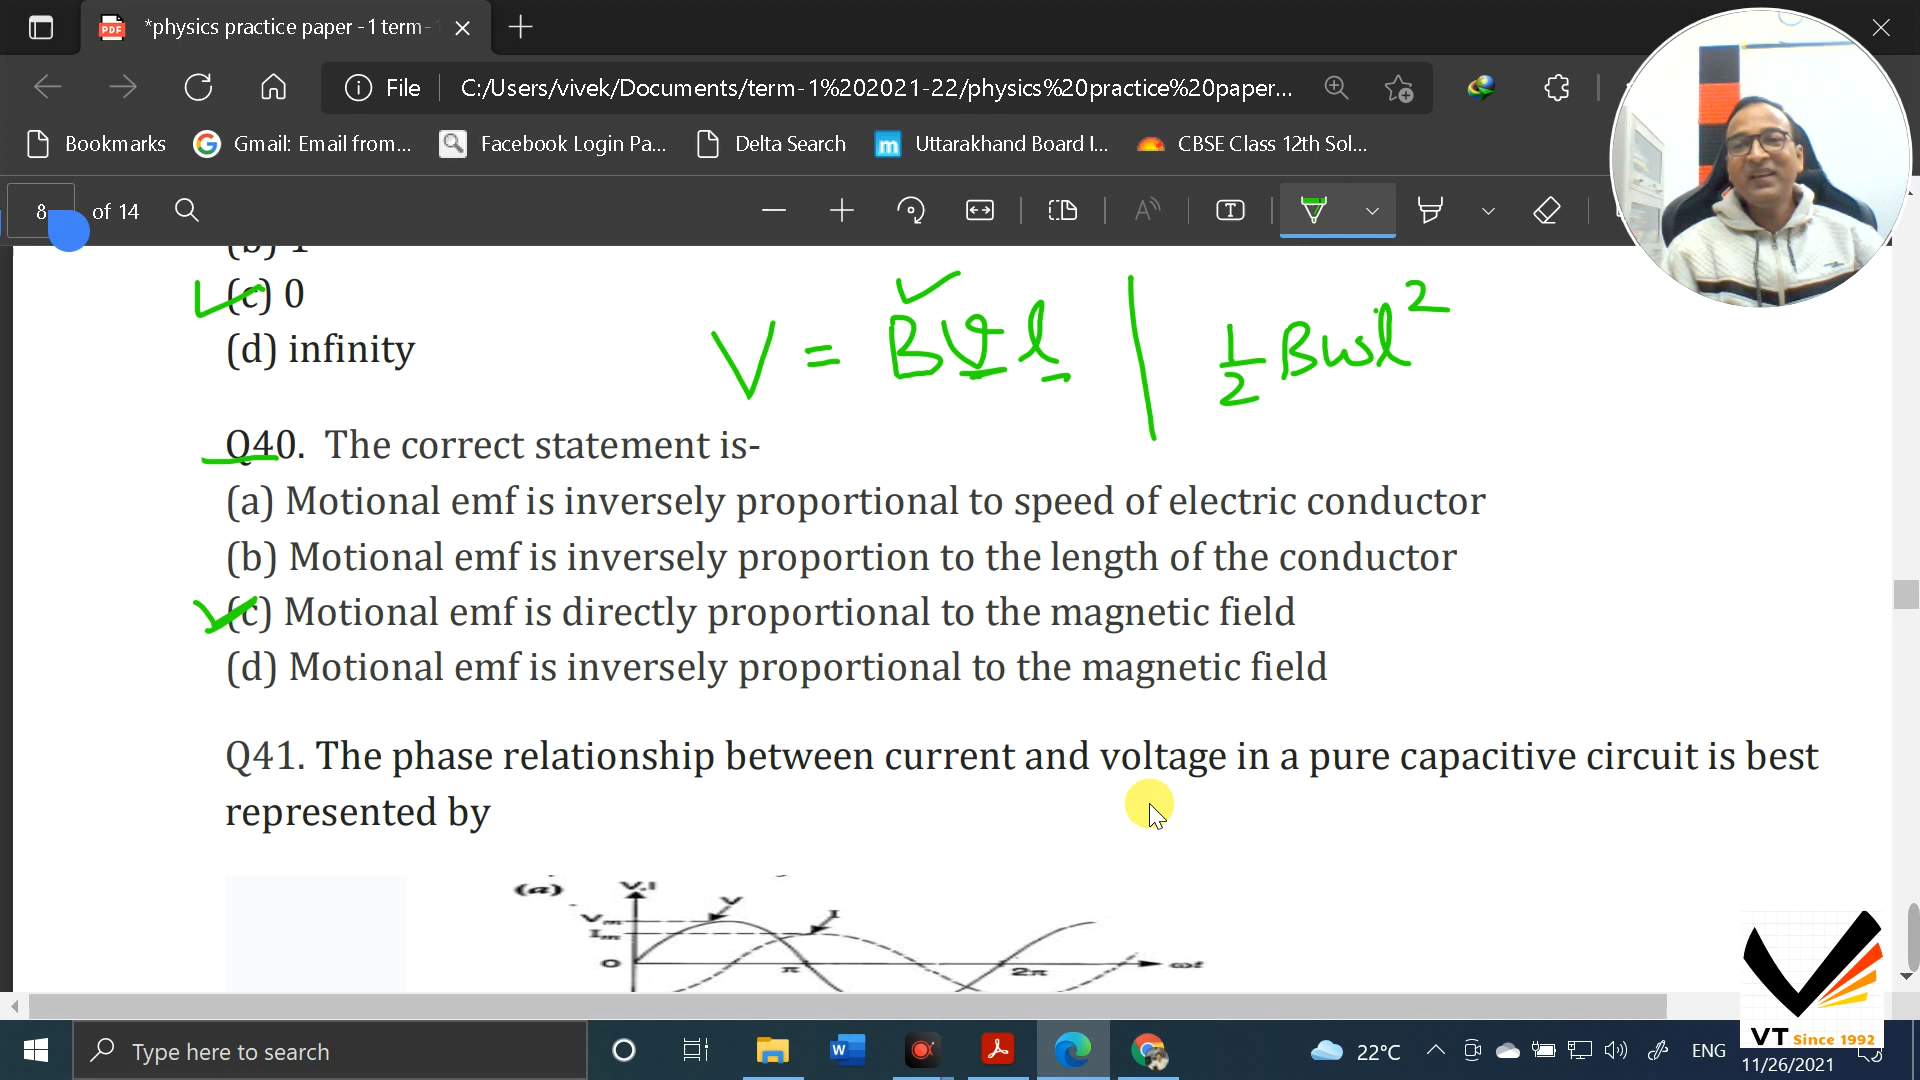 *physics practice paper -1 term-
File
C:/Users/vivek/Documents/term-1%202021-22/physics%20practice%20paper...
Bookmarks
Gmail: Email from...
Facebook Login Pa...
Delta Search
Uttarakhand Board I...
CBSE Class 12th Sol...
8 of 14
(b) 1
(c) 0
(d) infinity
V = Bvl | 1/2 Bωl²
Q40. The correct statement is-
(a) Motional emf is inversely proportional to speed of electric conductor
(b) Motional emf is inversely proportion to the length of the conductor
(c) Motional emf is directly proportional to the magnetic field
(d) Motional emf is inversely proportional to the magnetic field
Q41. The phase relationship between current and voltage in a pure capacitive circuit is best
represented by
(a) V,I
V
I
Vm
Im
0
π
2π
ωt
VT Since 1992
Type here to search
22°C
ENG
11/26/2021